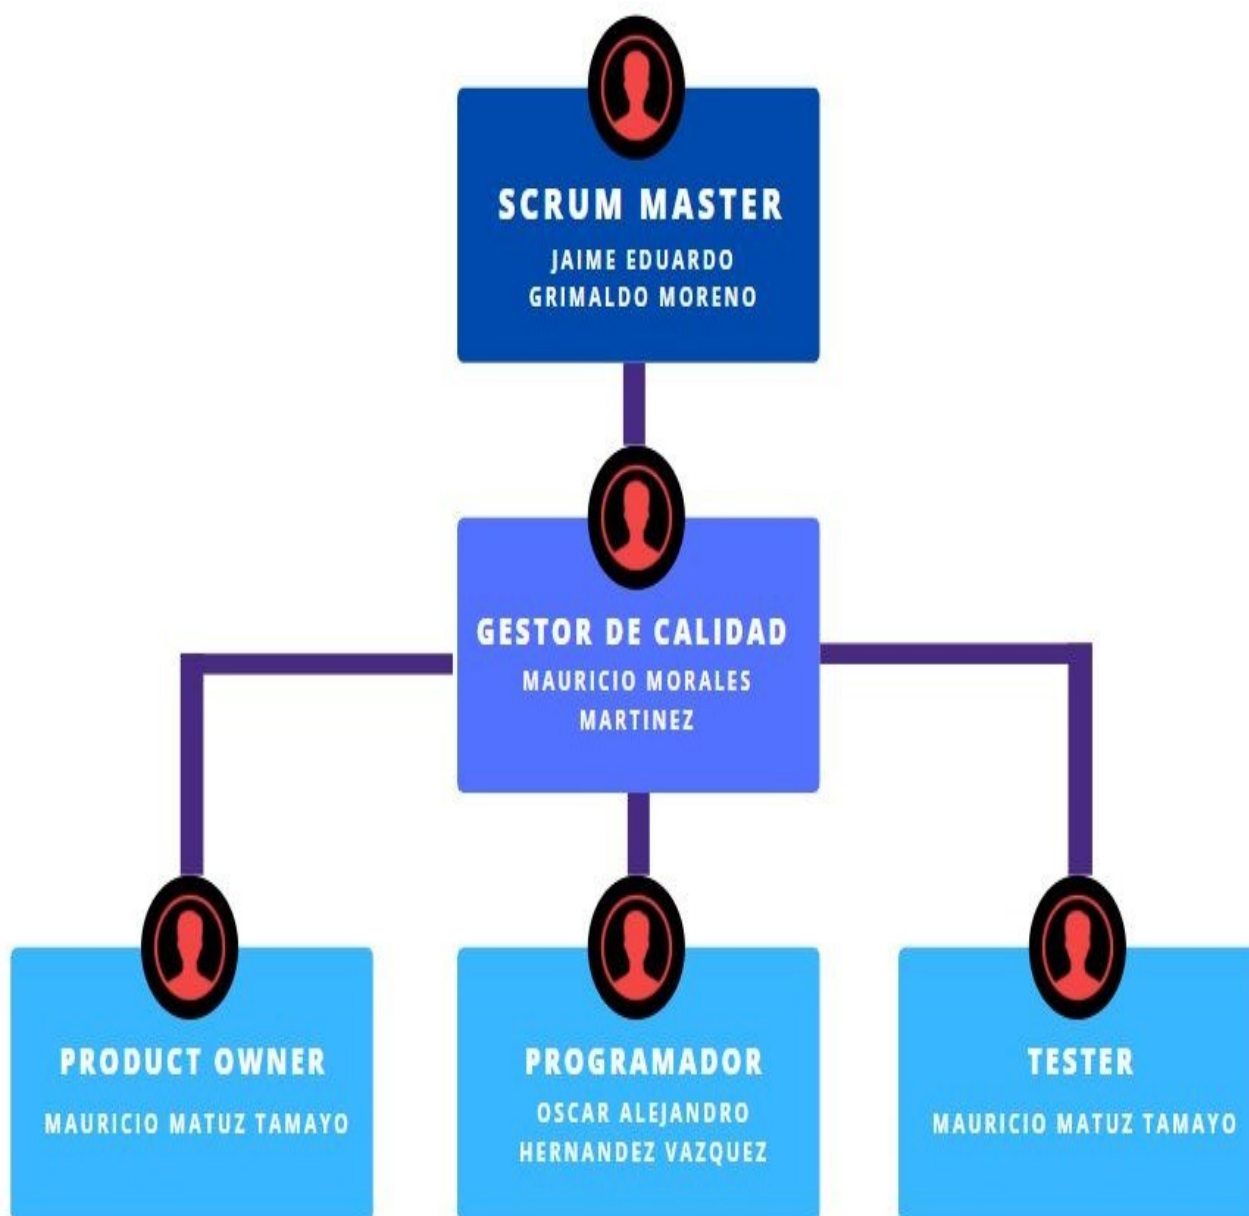 SCRUM MASTER
JAIME EDUARDO
GRIMALDO MORENO
GESTOR DE CALIDAD
MAURICIO MORALES
MARTINEZ
PRODUCT OWNER
MAURICIO MATUZ TAMAYO
PROGRAMADOR
OSCAR ALEJANDRO
HERNANDEZ VAZQUEZ
TESTER
MAURICIO MATUZ TAMAYO